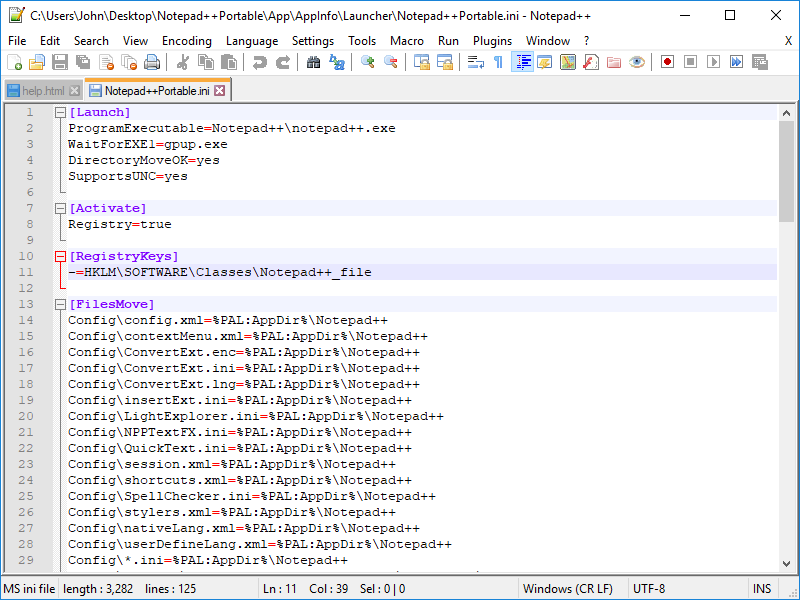 C:\Users\John\Desktop\Notepad++Portable\App\AppInfo\Launcher\Notepad++Portable.ini - Notepad++
File Edit Search View Encoding Language Settings Tools Macro Run Plugins Window ? X
help.html Notepad++Portable.ini
1 [Launch]
2 ProgramExecutable=Notepad++\notepad++.exe
3 WaitForEXE1=gpup.exe
4 DirectoryMoveOK=yes
5 SupportsUNC=yes
6
7 [Activate]
8 Registry=true
9
10 [RegistryKeys]
11 -=HKLM\SOFTWARE\Classes\Notepad++_file
12
13 [FilesMove]
14 Config\config.xml=%PAL:AppDir%\Notepad++
15 Config\contextMenu.xml=%PAL:AppDir%\Notepad++
16 Config\ConvertExt.enc=%PAL:AppDir%\Notepad++
17 Config\ConvertExt.ini=%PAL:AppDir%\Notepad++
18 Config\ConvertExt.lng=%PAL:AppDir%\Notepad++
19 Config\insertExt.ini=%PAL:AppDir%\Notepad++
20 Config\LightExplorer.ini=%PAL:AppDir%\Notepad++
21 Config\NPPTextFX.ini=%PAL:AppDir%\Notepad++
22 Config\QuickText.ini=%PAL:AppDir%\Notepad++
23 Config\session.xml=%PAL:AppDir%\Notepad++
24 Config\shortcuts.xml=%PAL:AppDir%\Notepad++
25 Config\SpellChecker.ini=%PAL:AppDir%\Notepad++
26 Config\stylers.xml=%PAL:AppDir%\Notepad++
27 Config\nativeLang.xml=%PAL:AppDir%\Notepad++
28 Config\userDefineLang.xml=%PAL:AppDir%\Notepad++
29 Config\*.ini=%PAL:AppDir%\Notepad++
MS ini file length : 3,282 lines : 125 Ln : 11 Col : 39 Sel : 0 | 0 Windows (CR LF) UTF-8 INS